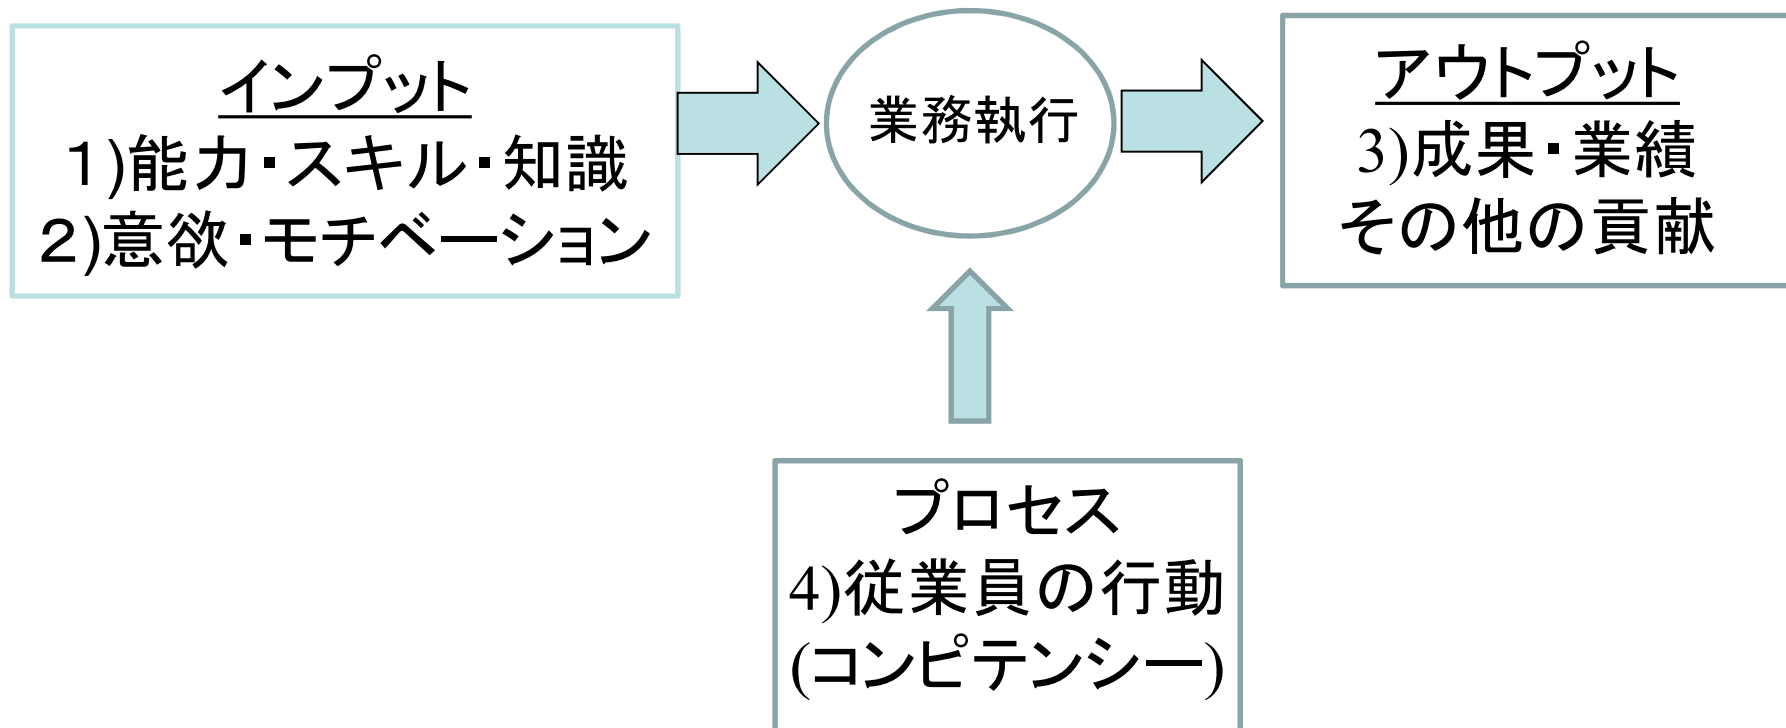 インプット
1)能力・スキル・知識
2)意欲・モチベーション
業務執行
アウトプット
3)成果・業績
その他の貢献
プロセス
4)従業員の行動
(コンピテンシー)